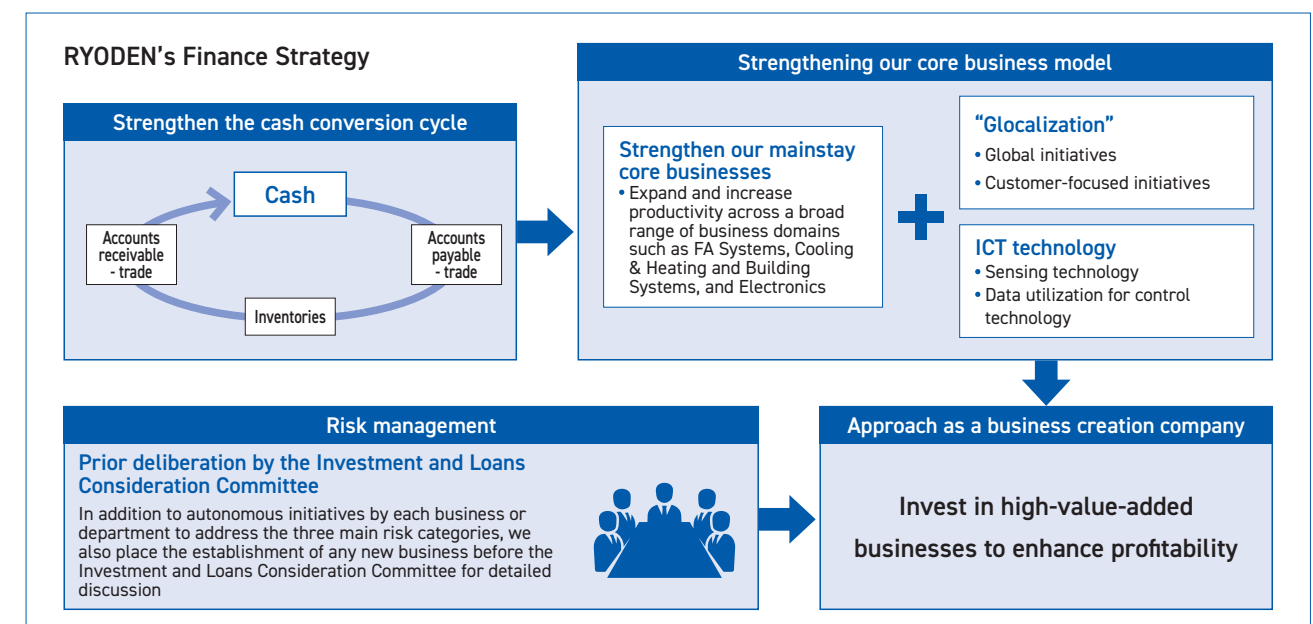 RYODEN's Finance Strategy
Strengthen the cash conversion cycle
Cash
Accounts
receivable
- trade
Accounts
payable
- trade
Inventories
Strengthening our core business model
Strengthen our mainstay
core businesses
• Expand and increase
productivity across a broad
range of business domains
such as FA Systems, Cooling
& Heating and Building
Systems, and Electronics
“Glocalization”
• Global initiatives
• Customer-focused initiatives
ICT technology
• Sensing technology
• Data utilization for control
technology
Risk management
Prior deliberation by the Investment and Loans
Consideration Committee
In addition to autonomous initiatives by each business or
department to address the three main risk categories, we
also place the establishment of any new business before the
Investment and Loans Consideration Committee for detailed
discussion
Approach as a business creation company
Invest in high-value-added
businesses to enhance profitability